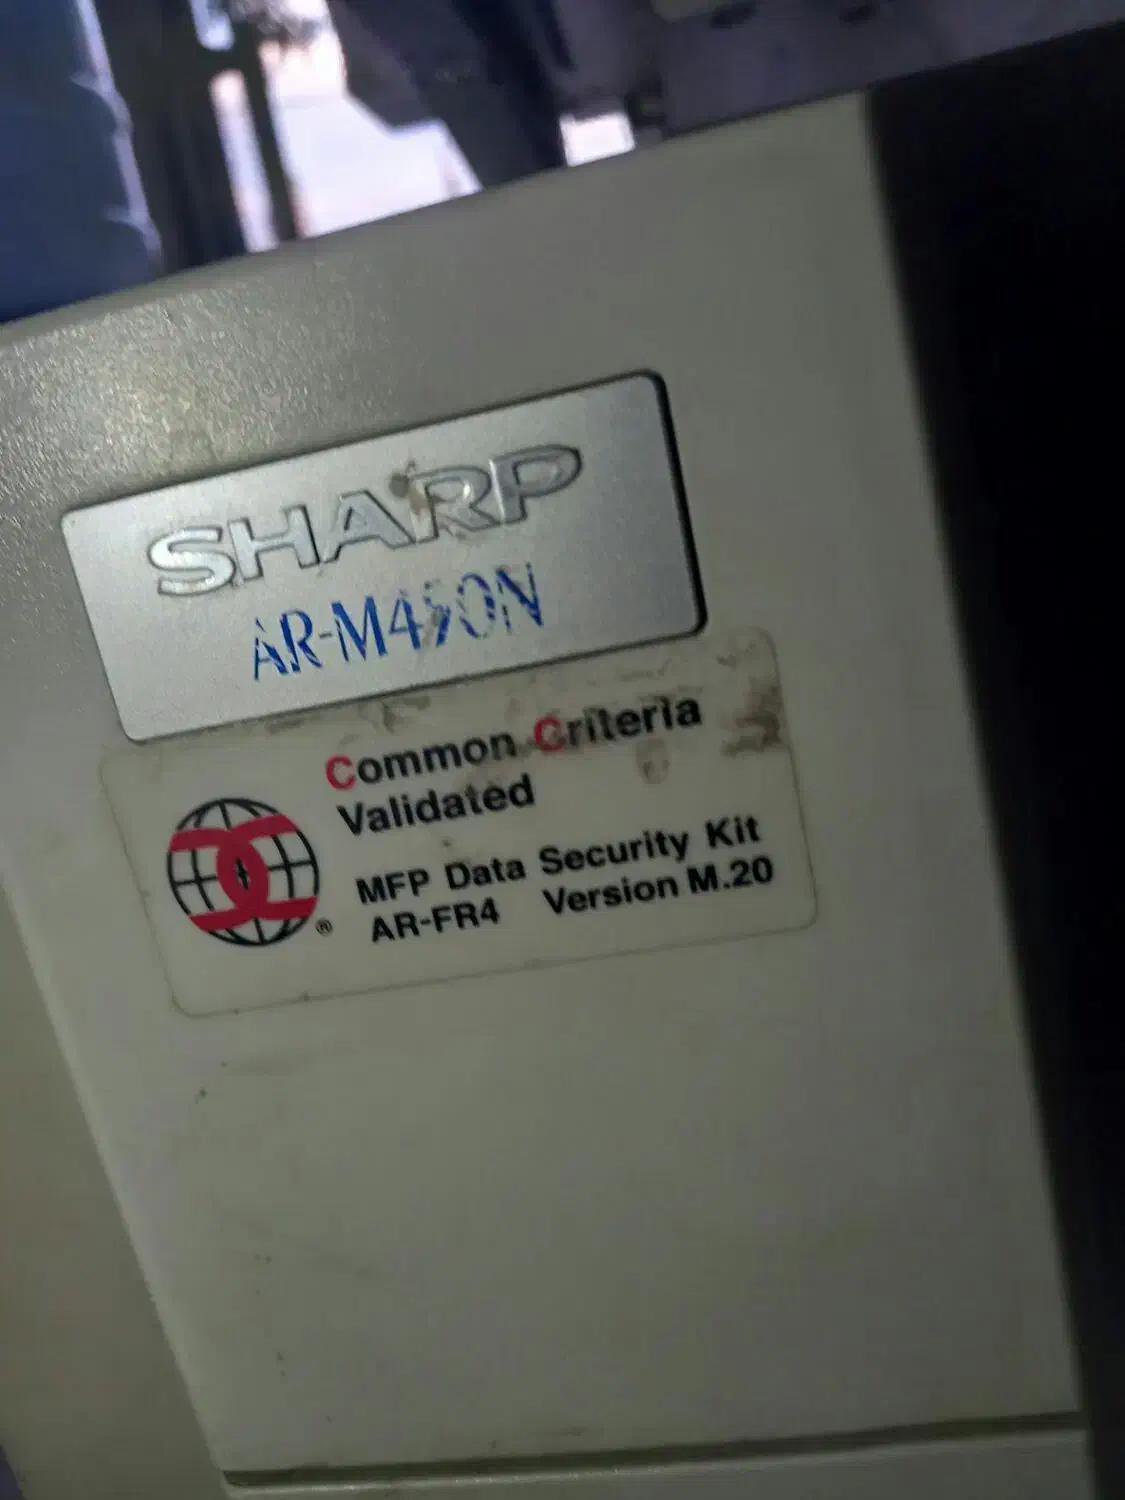 SHARP
AR-M450N
Common Criteria
Validated
MFP Data Security Kit
AR-FR4 Version M.20
®